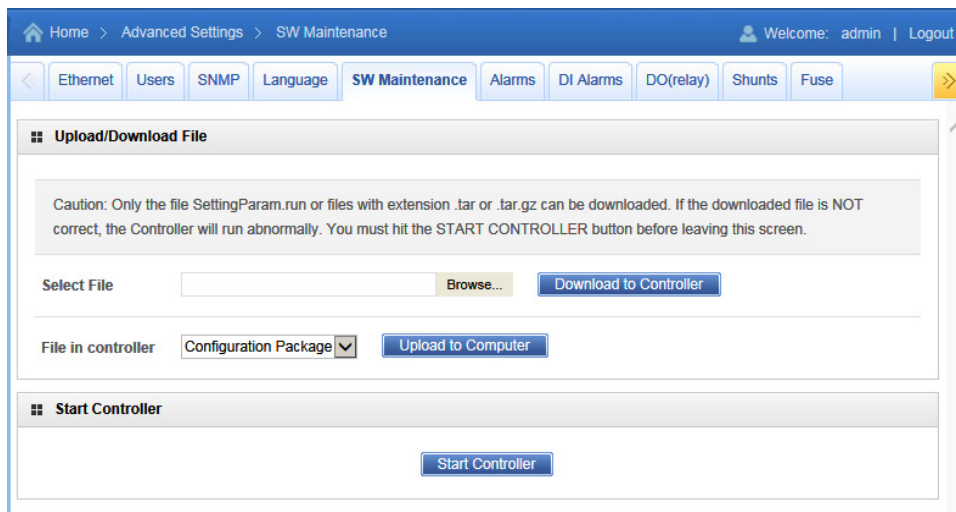 Home > Advanced Settings > SW Maintenance Welcome: admin | Logout
Ethernet Users SNMP Language SW Maintenance Alarms DI Alarms DO(relay) Shunts Fuse
Upload/Download File
Caution: Only the file SettingParam.run or files with extension .tar or .tar.gz can be downloaded. If the downloaded file is NOT
correct, the Controller will run abnormally. You must hit the START CONTROLLER button before leaving this screen.
Select File Browse... Download to Controller
File in controller Configuration Package Upload to Computer
Start Controller
Start Controller